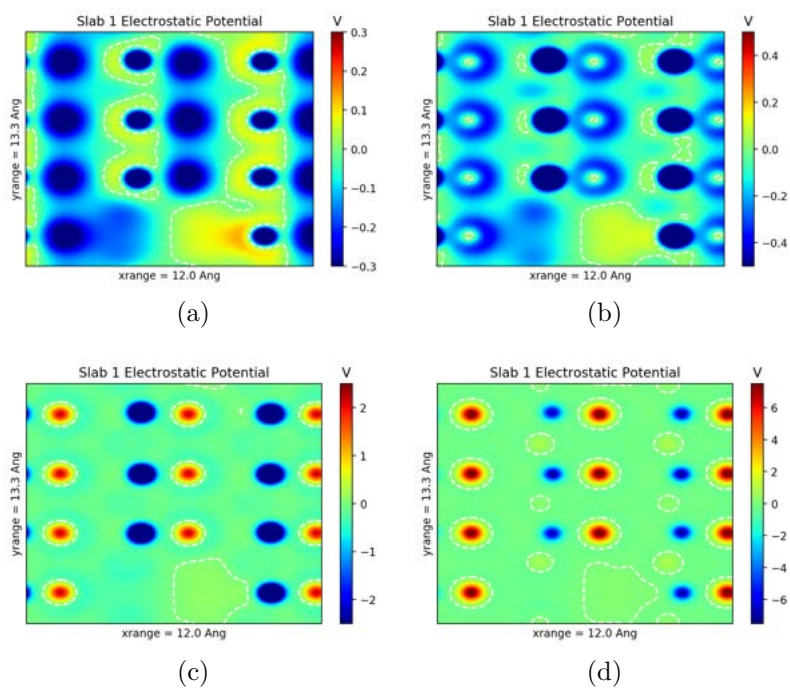 Slab 1 Electrostatic Potential
V
0.3
0.2
0.1
0.0
−0.1
−0.2
−0.3
yrange = 13.3 Ang
xrange = 12.0 Ang
(a)
Slab 1 Electrostatic Potential
V
0.4
0.2
0.0
−0.2
−0.4
yrange = 13.3 Ang
xrange = 12.0 Ang
(b)
Slab 1 Electrostatic Potential
V
2
1
0
−1
−2
yrange = 13.3 Ang
xrange = 12.0 Ang
(c)
Slab 1 Electrostatic Potential
V
6
4
2
0
−2
−4
−6
yrange = 13.3 Ang
xrange = 12.0 Ang
(d)